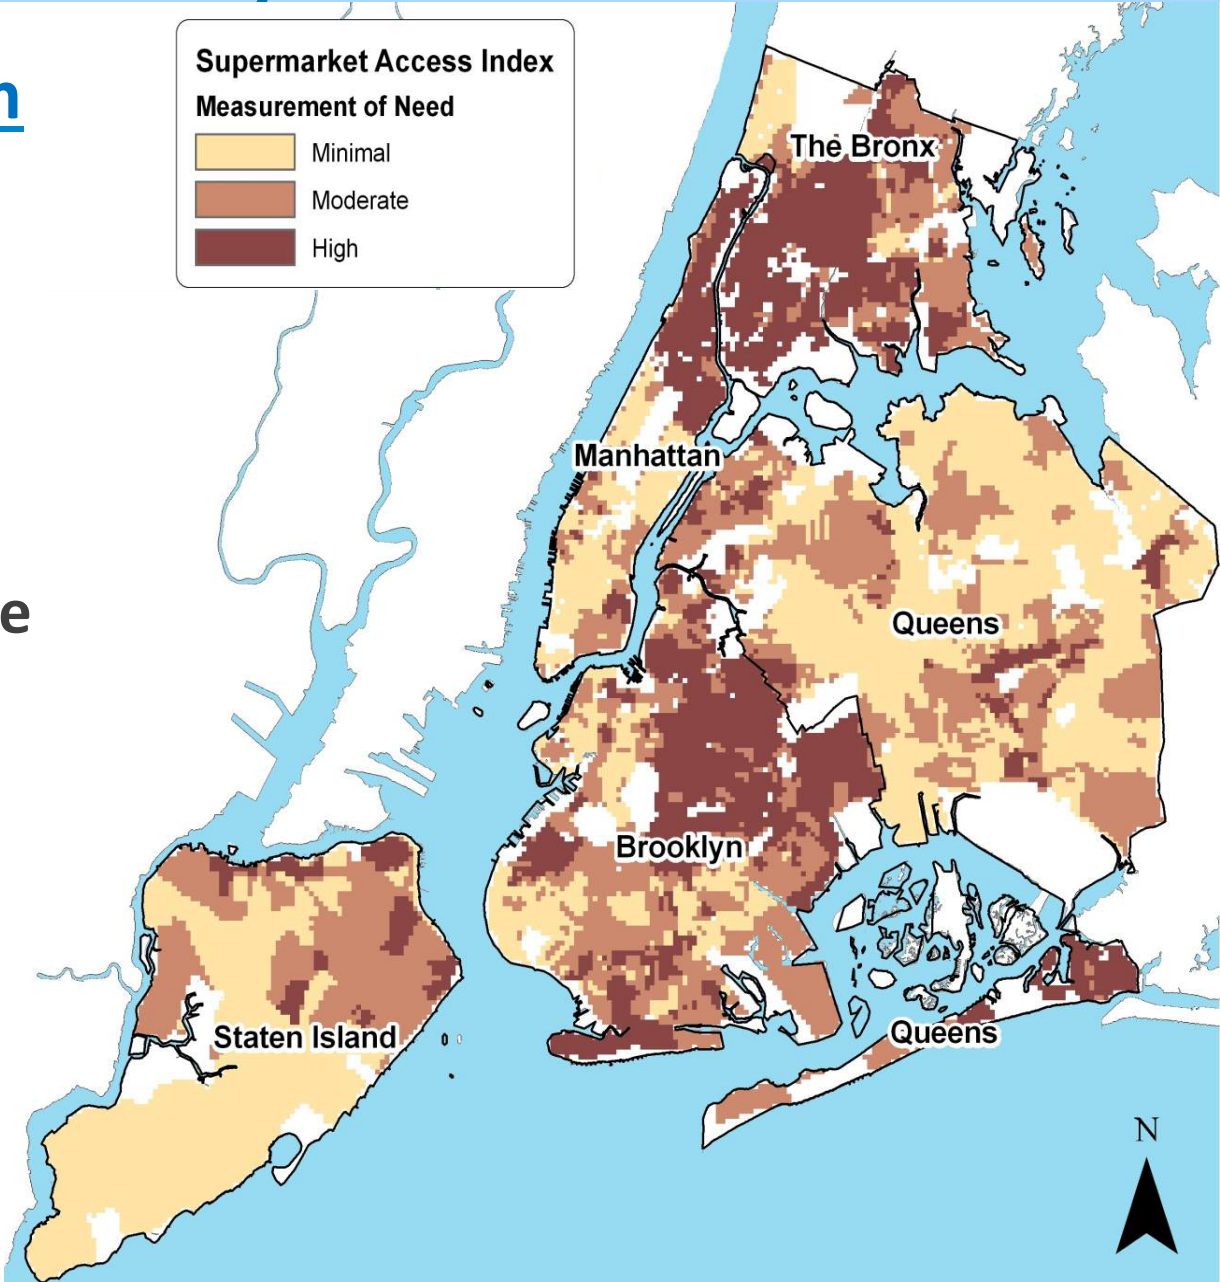 n
Supermarket Access Index
Measurement of Need
Minimal
Moderate
High
The Bronx
Manhattan
e
Queens
Brooklyn
Staten Island
Queens
N